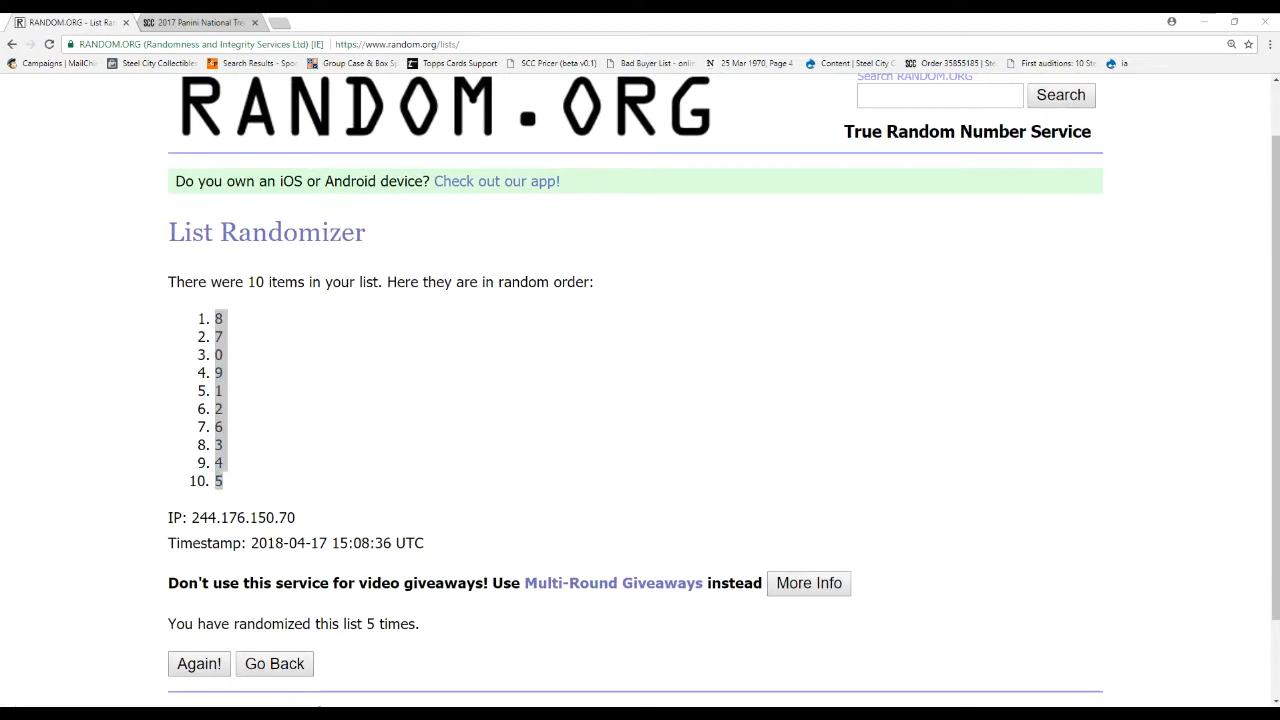 RANDOM.ORG - List Ra
SCC 2017 Panini National Tre
RANDOM.ORG (Randomness and Integrity Services Ltd) [IE] | https://www.random.org/lists/
Campaigns | MailChi Steel City Collectibles Search Results - Spo Group Case & Box S Topps Cards Support SCC Pricer (beta v0.1) Bad Buyer List - onlin N 25 Mar 1970, Page 4 Content | Steel City C SCC Order 35855185 | Ste First auditions: 10 Ste ia
RANDOM.ORG
Search RANDOM.ORG
Search
True Random Number Service
Do you own an iOS or Android device? Check out our app!
List Randomizer
There were 10 items in your list. Here they are in random order:
1. 8
2. 7
3. 0
4. 9
5. 1
6. 2
7. 6
8. 3
9. 4
10. 5
IP: 244.176.150.70
Timestamp: 2018-04-17 15:08:36 UTC
Don't use this service for video giveaways! Use Multi-Round Giveaways instead More Info
You have randomized this list 5 times.
Again! Go Back